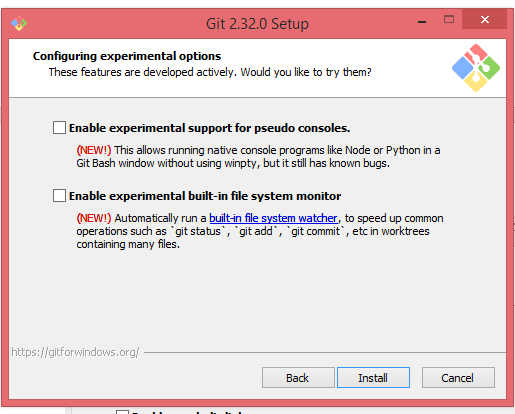 Git 2.32.0 Setup
Configuring experimental options
These features are developed actively. Would you like to try them?
Enable experimental support for pseudo consoles.
(NEW!) This allows running native console programs like Node or Python in a
Git Bash window without using winpty, but it still has known bugs.
Enable experimental built-in file system monitor
(NEW!) Automatically run a built-in file system watcher, to speed up common
operations such as `git status`, `git add`, `git commit`, etc in worktrees
containing many files.
https://gitforwindows.org/
Back Install Cancel